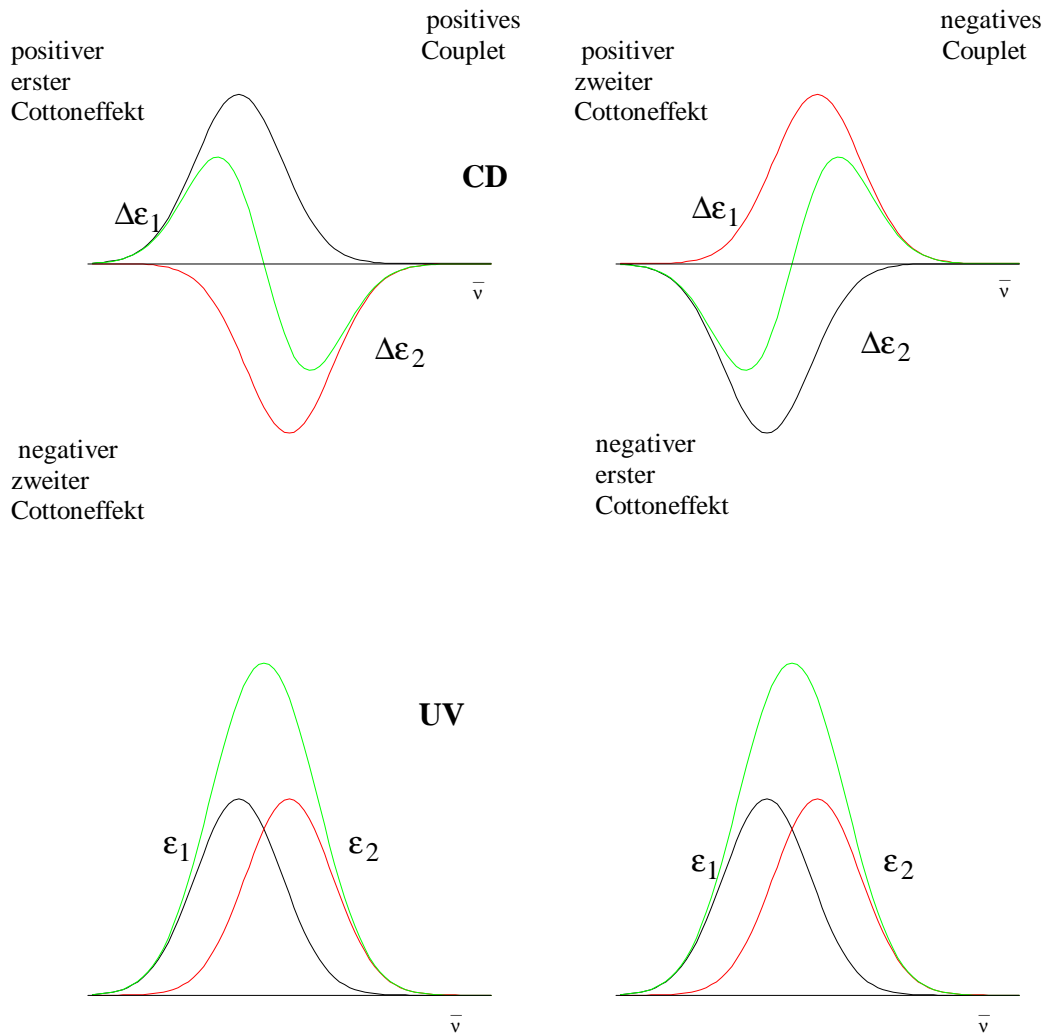 positives
Couplet
positiver
erster
Cottoneffekt
negatives
Couplet
positiver
zweiter
Cottoneffekt
CD
Δε1
Δε1
ν̅
ν̅
Δε2
Δε2
negativer
zweiter
Cottoneffekt
negativer
erster
Cottoneffekt
UV
ε1
ε2
ε1
ε2
ν̅
ν̅